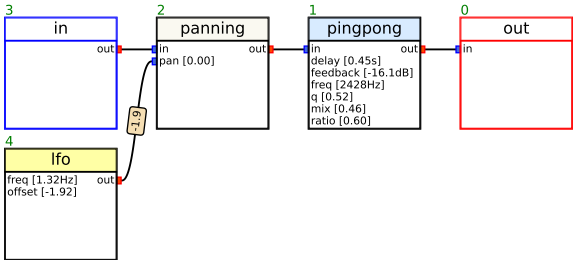 3
in
out
2
panning
in
out
pan [0.00]
1
pingpong
in
out
delay [0.45s]
feedback [-16.1dB]
freq [2428Hz]
q [0.52]
mix [0.46]
ratio [0.60]
0
out
in
-1.9
4
lfo
freq [1.32Hz]
out
offset [-1.92]